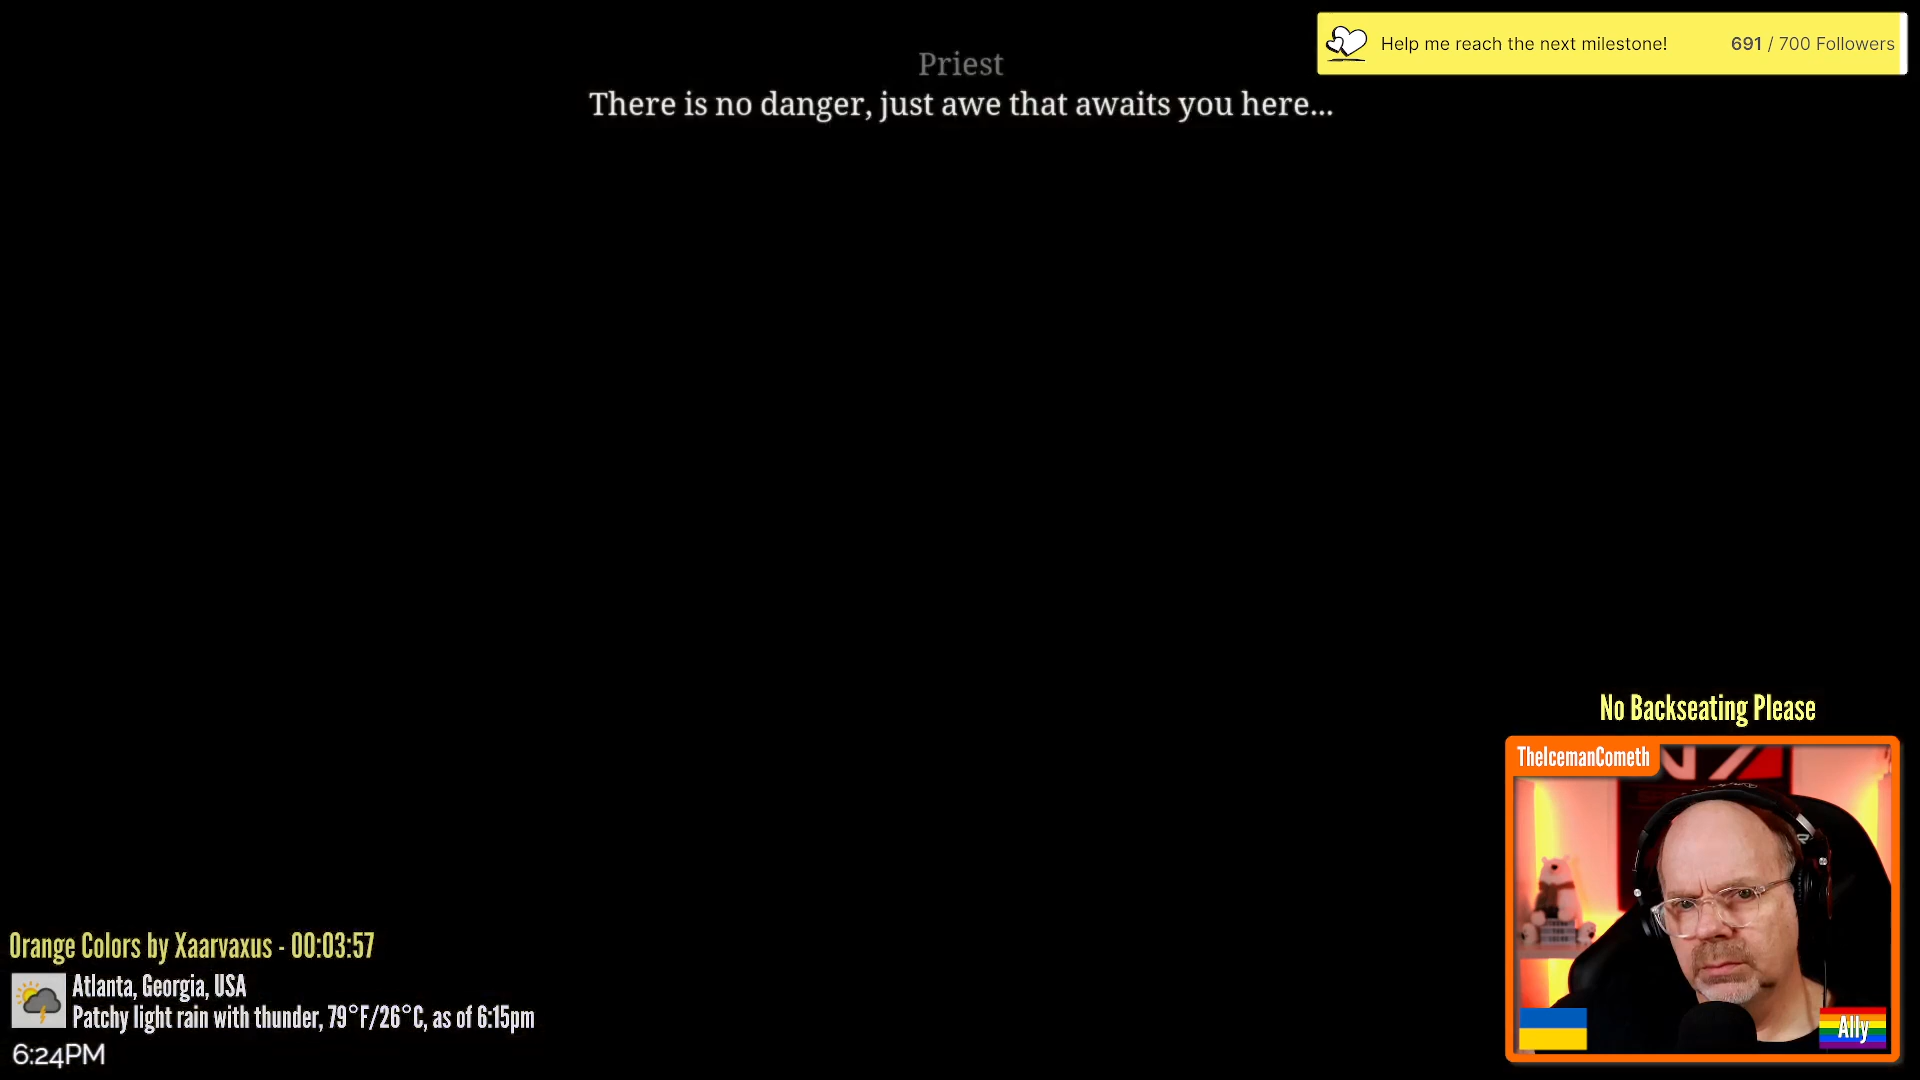 Priest
There is no danger, just awe that awaits you here...
Help me reach the next milestone!
691 / 700 Followers
No Backseating Please
TheIcemanCometh
Ally
Orange Colors by Xaarvaxus - 00:03:57
Atlanta, Georgia, USA
Patchy light rain with thunder, 79°F/26°C, as of 6:15pm
6:24PM